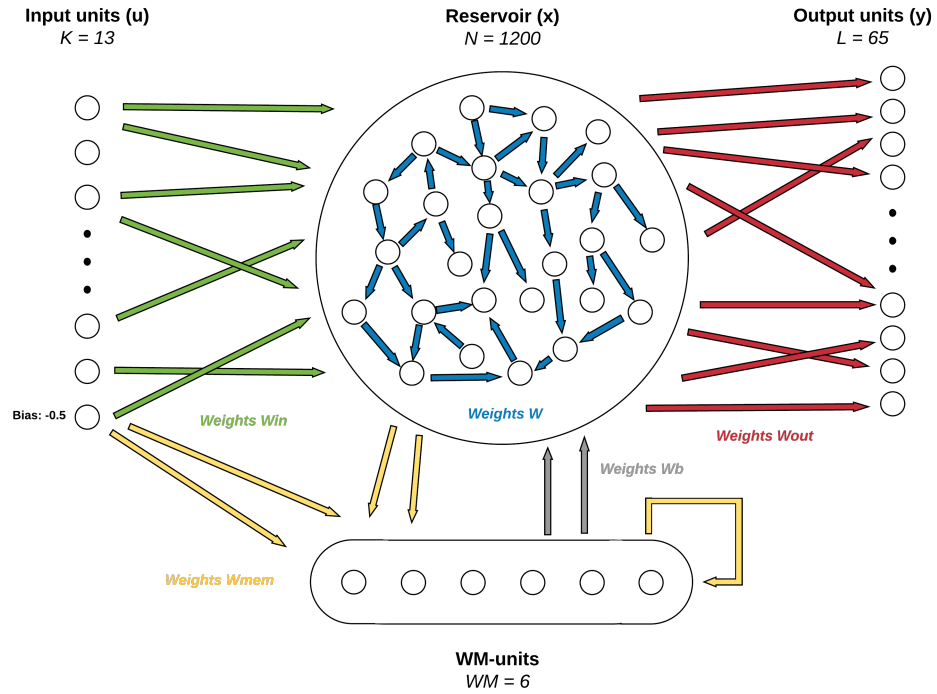 Input units (u)
K = 13
Reservoir (x)
N = 1200
Output units (y)
L = 65
Bias: -0.5
Weights Win
Weights W
Weights Wout
Weights Wb
Weights Wmem
WM-units
WM = 6